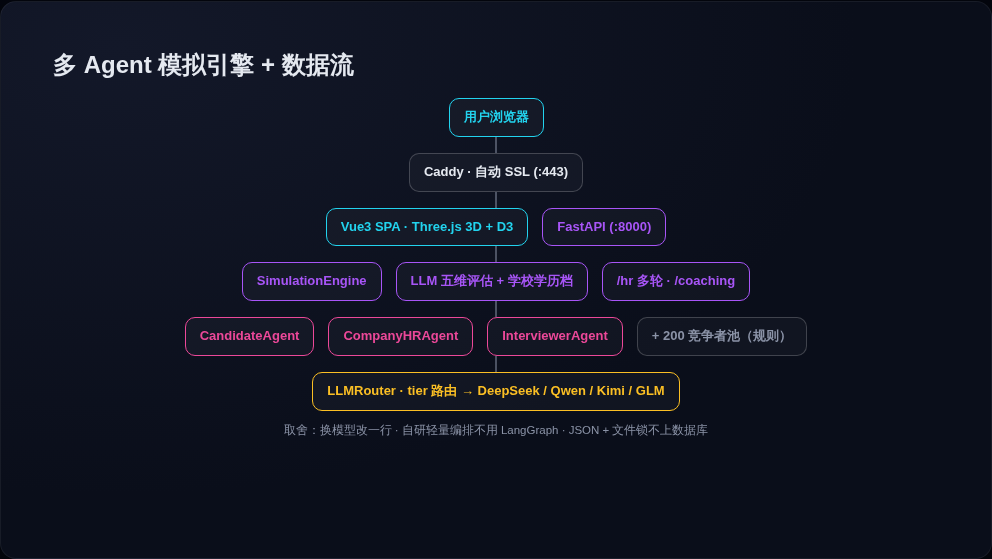 多 Agent 模拟引擎 + 数据流
用户浏览器
Caddy · 自动 SSL (:443)
Vue3 SPA · Three.js 3D + D3
FastAPI (:8000)
SimulationEngine
LLM 五维评估 + 学校学历档
/hr 多轮 · /coaching
CandidateAgent
CompanyHRAgent
InterviewerAgent
+ 200 竞争者池（规则）
LLMRouter · tier 路由 → DeepSeek / Qwen / Kimi / GLM
取舍：换模型改一行 · 自研轻量编排不用 LangGraph · JSON + 文件锁不上数据库